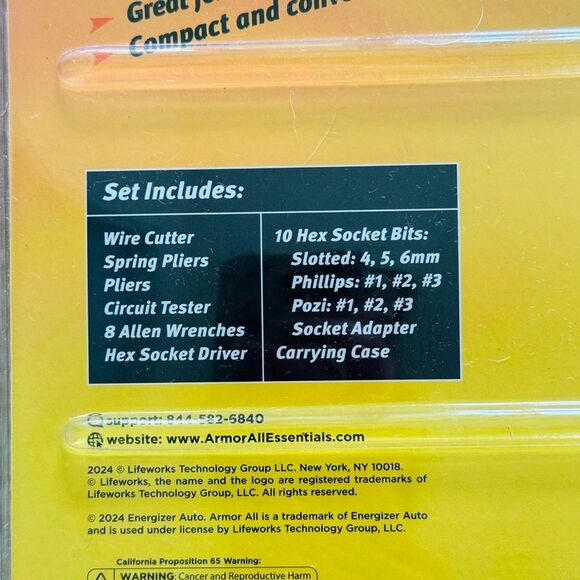 Great
Compact and
Set Includes:
Wire Cutter
Spring Pliers
Pliers
Circuit Tester
8 Allen Wrenches
Hex Socket Driver
10 Hex Socket Bits:
Slotted: 4, 5, 6mm
Phillips: #1, #2, #3
Pozi: #1, #2, #3
Socket Adapter
Carrying Case
support: 844-582-6840
website: www.ArmorAllEssentials.com
2024 © Lifeworks Technology Group LLC. New York, NY 10018.
© Lifeworks, the name and the logo are registered trademarks of
Lifeworks Technology Group, LLC. All rights reserved.
© 2024 Energizer Auto. Armor All is a trademark of Energizer Auto
and is used under license by Lifeworks Technology Group, LLC.
California Proposition 65 Warning:
WARNING: Cancer and Reproductive Harm